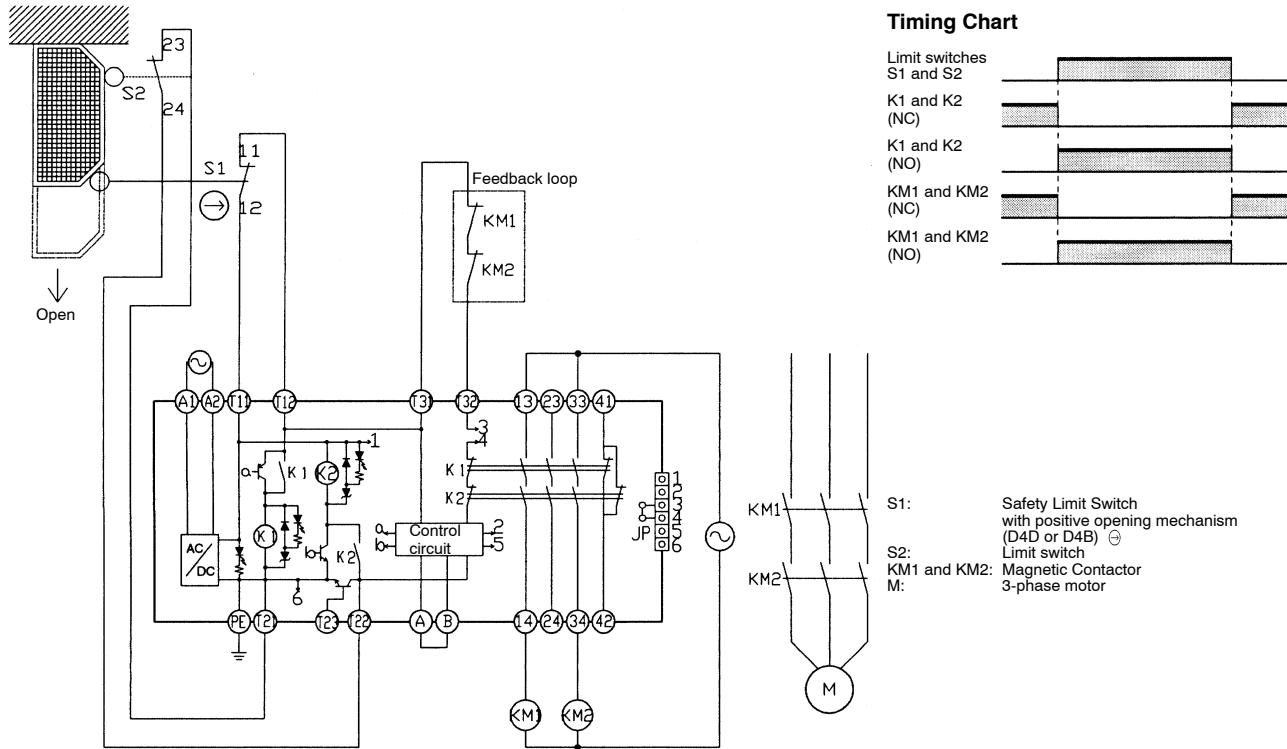 23
S2
24
11
S1
12
Open
Feedback loop
KM1
KM2
A1 A2 T11 T12 T31 T32 13 23 33 41
1
3
4
a K1 K2
K1
K2
K1
a
b
Control
circuit
2
5
b K2
AC/
DC
6
JP
1
2
3
4
5
6
PE T21 T23 T22 A B 14 24 34 42
KM1 KM2
KM1
KM2
M
Timing Chart
Limit switches
S1 and S2
K1 and K2
(NC)
K1 and K2
(NO)
KM1 and KM2
(NC)
KM1 and KM2
(NO)
S1: Safety Limit Switch
with positive opening mechanism
(D4D or D4B)
S2: Limit switch
KM1 and KM2: Magnetic Contactor
M: 3-phase motor